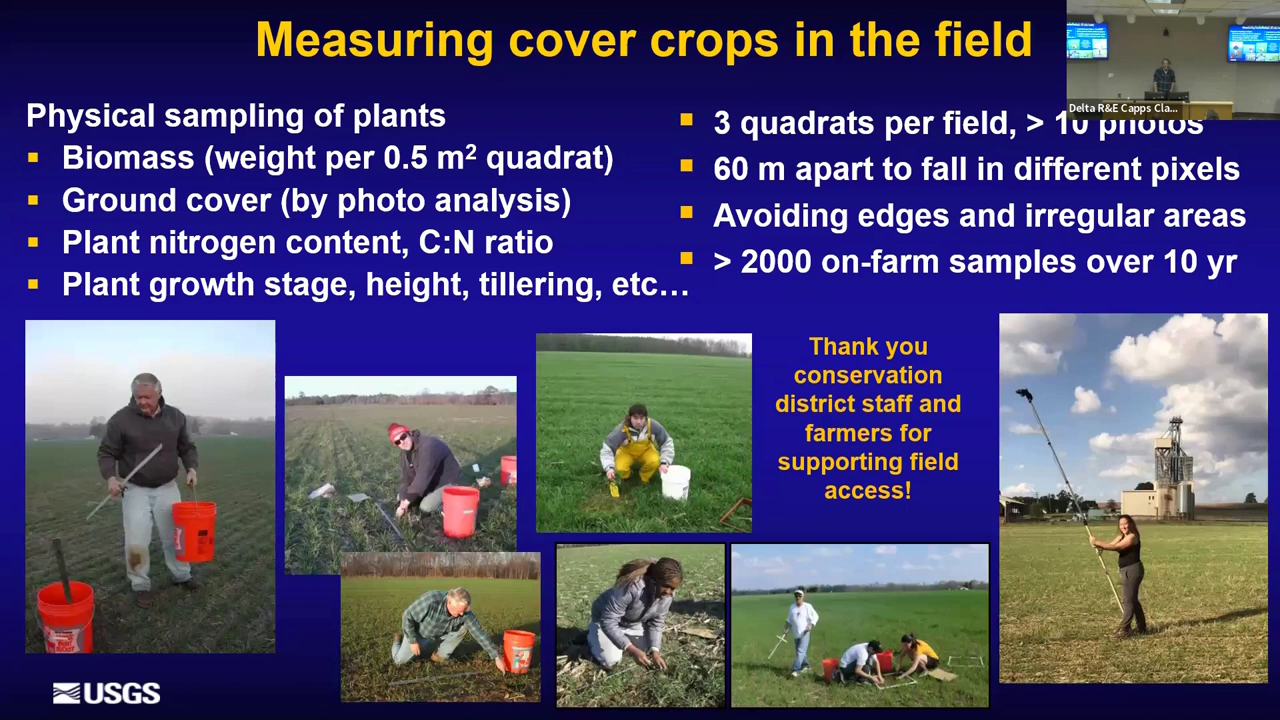 Measuring cover crops in the field
Physical sampling of plants
▪ Biomass (weight per 0.5 m² quadrat)
▪ Ground cover (by photo analysis)
▪ Plant nitrogen content, C:N ratio
▪ Plant growth stage, height, tillering, etc…
▪ 3 quadrats per field, > 10 photos
▪ 60 m apart to fall in different pixels
▪ Avoiding edges and irregular areas
▪ > 2000 on-farm samples over 10 yr
Delta R&E Capps Cla...
Thank you
conservation
district staff and
farmers for
supporting field
access!
USGS